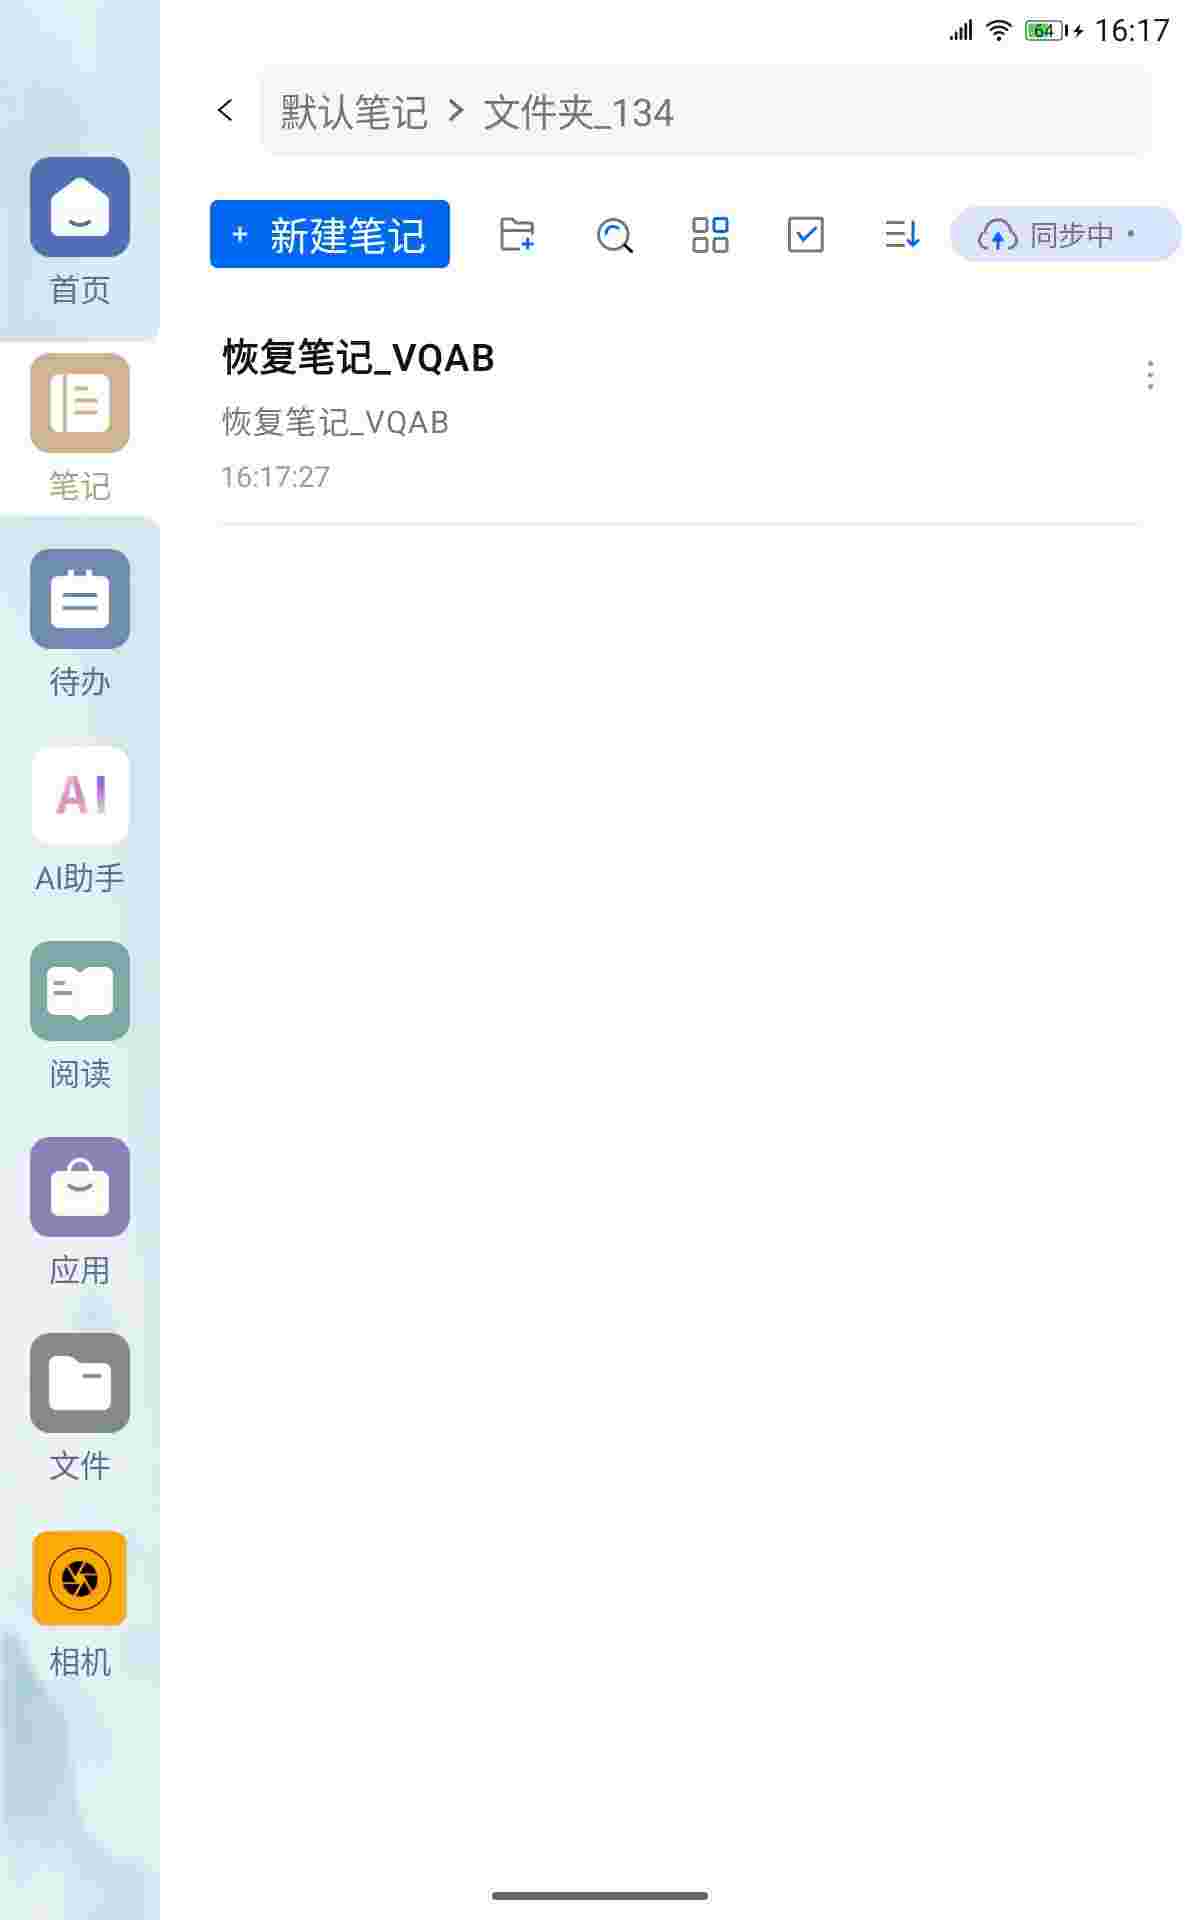 64 16:17
默认笔记 > 文件夹_134
+ 新建笔记
同步中 ·
恢复笔记_VQAB
恢复笔记_VQAB
16:17:27
首页
笔记
待办
AI
AI助手
阅读
应用
文件
相机